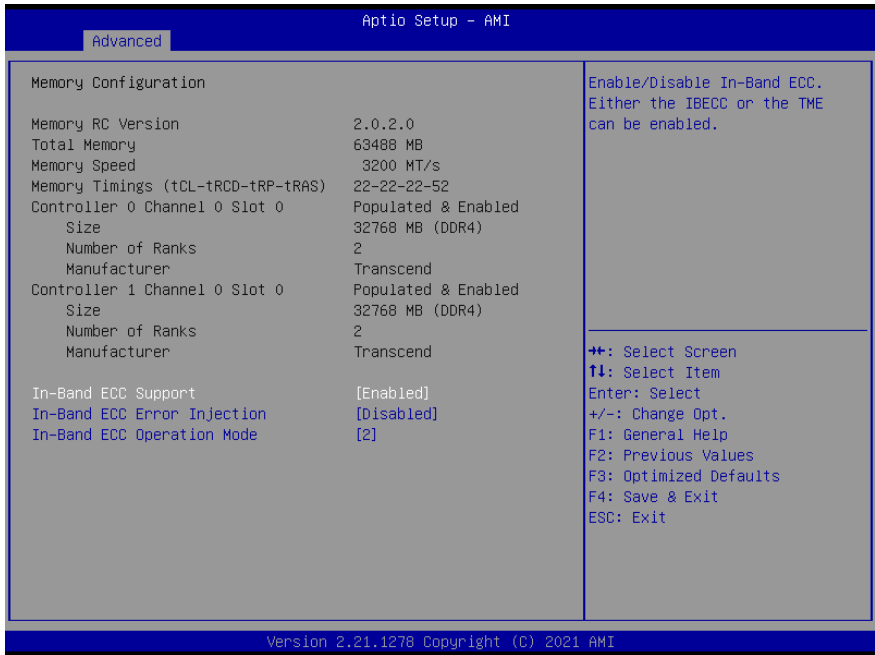 Aptio Setup – AMI
Advanced
Memory Configuration
Memory RC Version 2.0.2.0
Total Memory 63488 MB
Memory Speed 3200 MT/s
Memory Timings (tCL-tRCD-tRP-tRAS) 22-22-22-52
Controller 0 Channel 0 Slot 0 Populated & Enabled
Size 32768 MB (DDR4)
Number of Ranks 2
Manufacturer Transcend
Controller 1 Channel 0 Slot 0 Populated & Enabled
Size 32768 MB (DDR4)
Number of Ranks 2
Manufacturer Transcend
In-Band ECC Support [Enabled]
In-Band ECC Error Injection [Disabled]
In-Band ECC Operation Mode [2]
Enable/Disable In-Band ECC.
Either the IBECC or the TME
can be enabled.
→←: Select Screen
↑↓: Select Item
Enter: Select
+/-: Change Opt.
F1: General Help
F2: Previous Values
F3: Optimized Defaults
F4: Save & Exit
ESC: Exit
Version 2.21.1278 Copyright (C) 2021 AMI